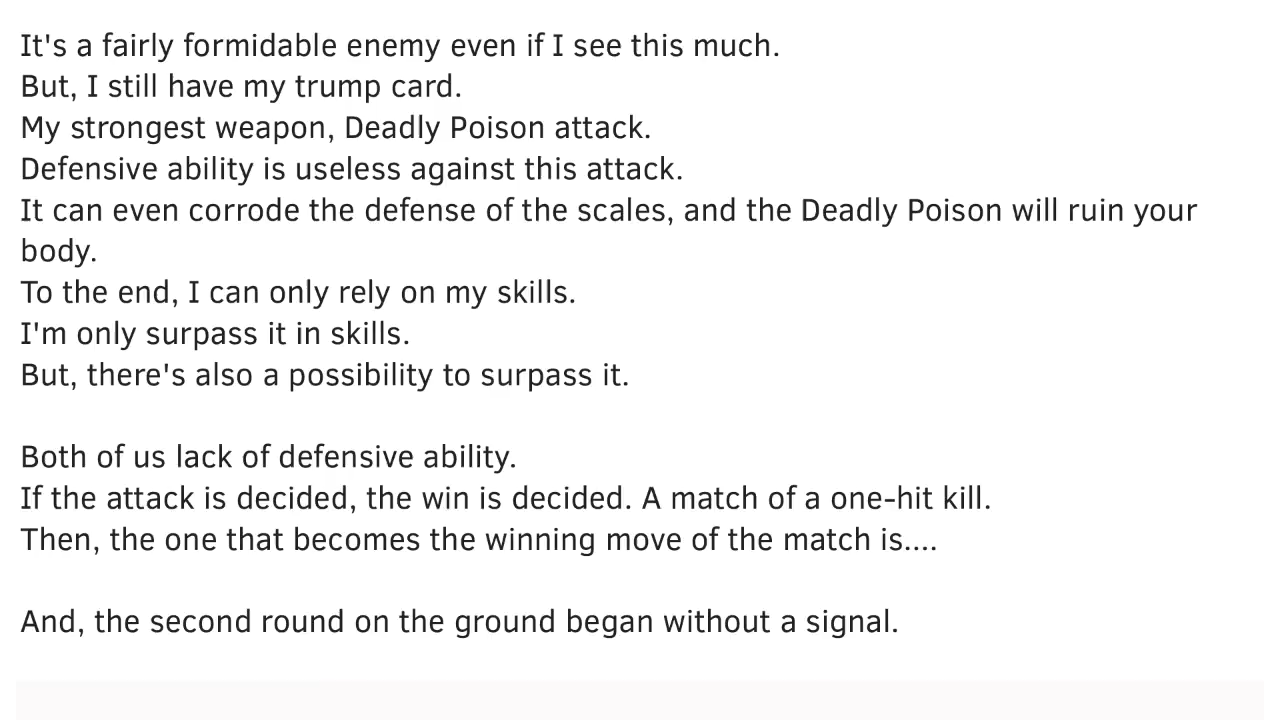 It's a fairly formidable enemy even if I see this much.
But, I still have my trump card.
My strongest weapon, Deadly Poison attack.
Defensive ability is useless against this attack.
It can even corrode the defense of the scales, and the Deadly Poison will ruin your
body.
To the end, I can only rely on my skills.
I'm only surpass it in skills.
But, there's also a possibility to surpass it.
Both of us lack of defensive ability.
If the attack is decided, the win is decided. A match of a one-hit kill.
Then, the one that becomes the winning move of the match is....
And, the second round on the ground began without a signal.